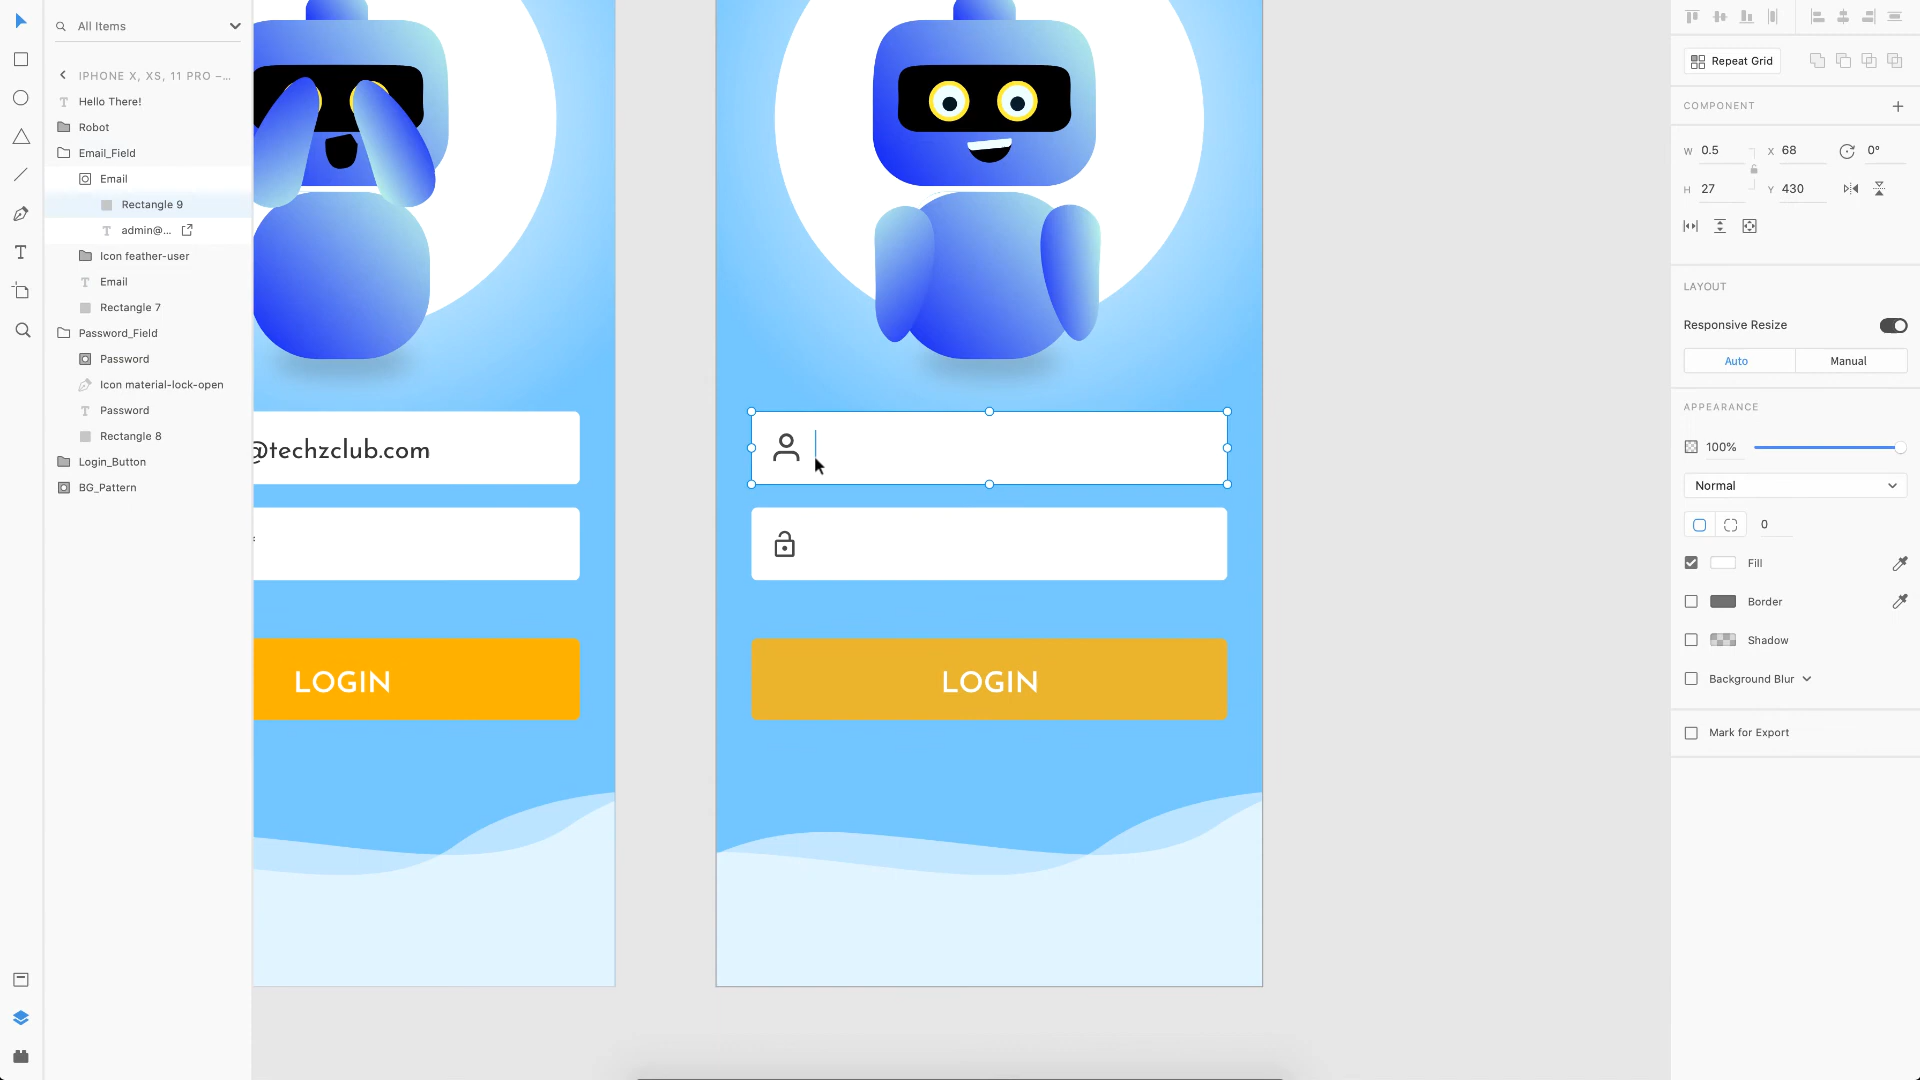 All Items
IPHONE X, XS, 11 PRO –...
Hello There!
Robot
Email_Field
Email
Rectangle 9
admin@...
Icon feather-user
Email
Rectangle 7
Password_Field
Password
Icon material-lock-open
Password
Rectangle 8
Login_Button
BG_Pattern
@techzclub.com
LOGIN
LOGIN
Repeat Grid
COMPONENT
W 0.5 X 68 0°
H 27 Y 430
LAYOUT
Responsive Resize
Auto Manual
APPEARANCE
100%
Normal
0
Fill
Border
Shadow
Background Blur
Mark for Export